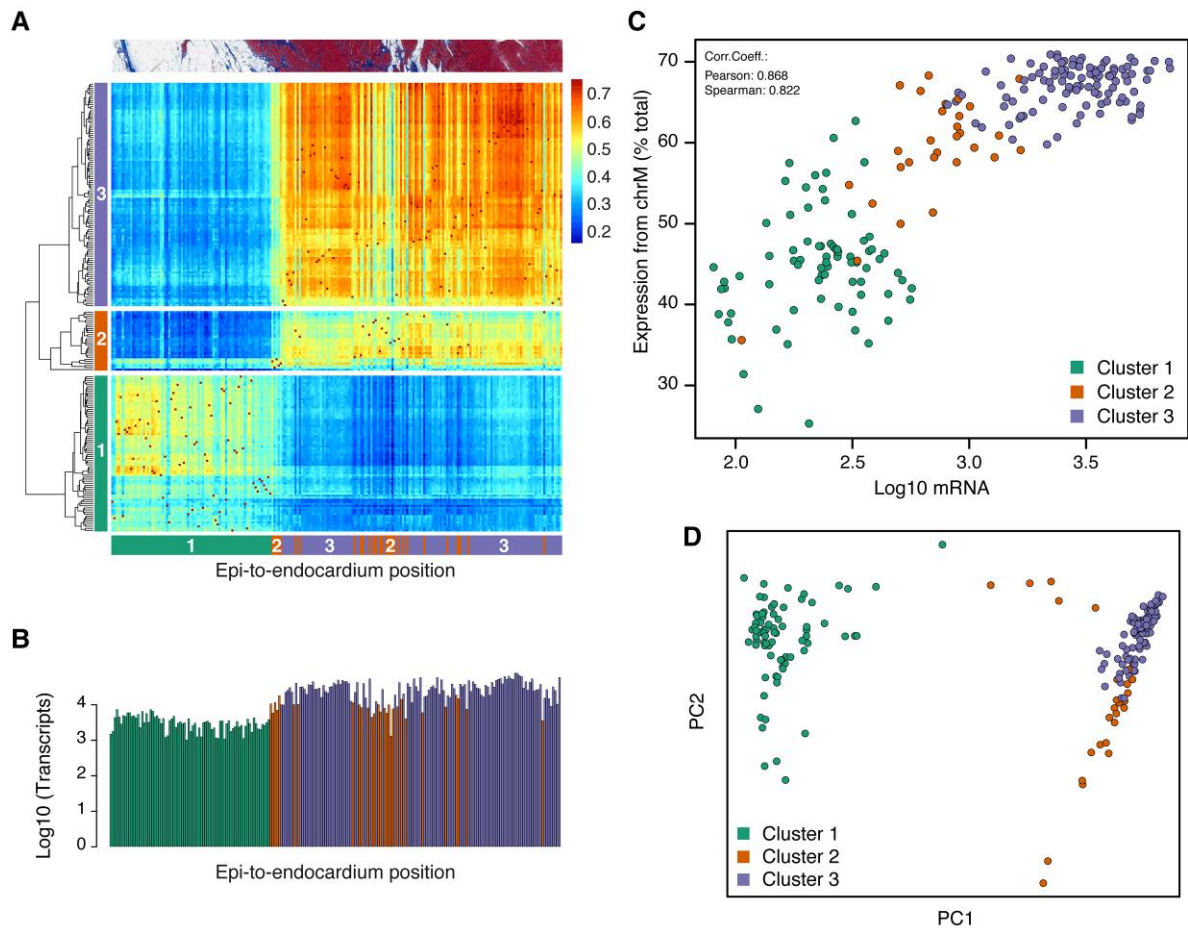 A
0.7
0.6
0.5
0.4
0.3
0.2
3
2
1
1 2 3 2 3
Epi-to-endocardium position
B
Log10 (Transcripts)
4
3
2
1
0
Epi-to-endocardium position
C
Corr.Coeff.:
Pearson: 0.868
Spearman: 0.822
Expression from chrM (% total)
70
60
50
40
30
2.0 2.5 3.0 3.5
Log10 mRNA
Cluster 1
Cluster 2
Cluster 3
D
PC2
Cluster 1
Cluster 2
Cluster 3
PC1